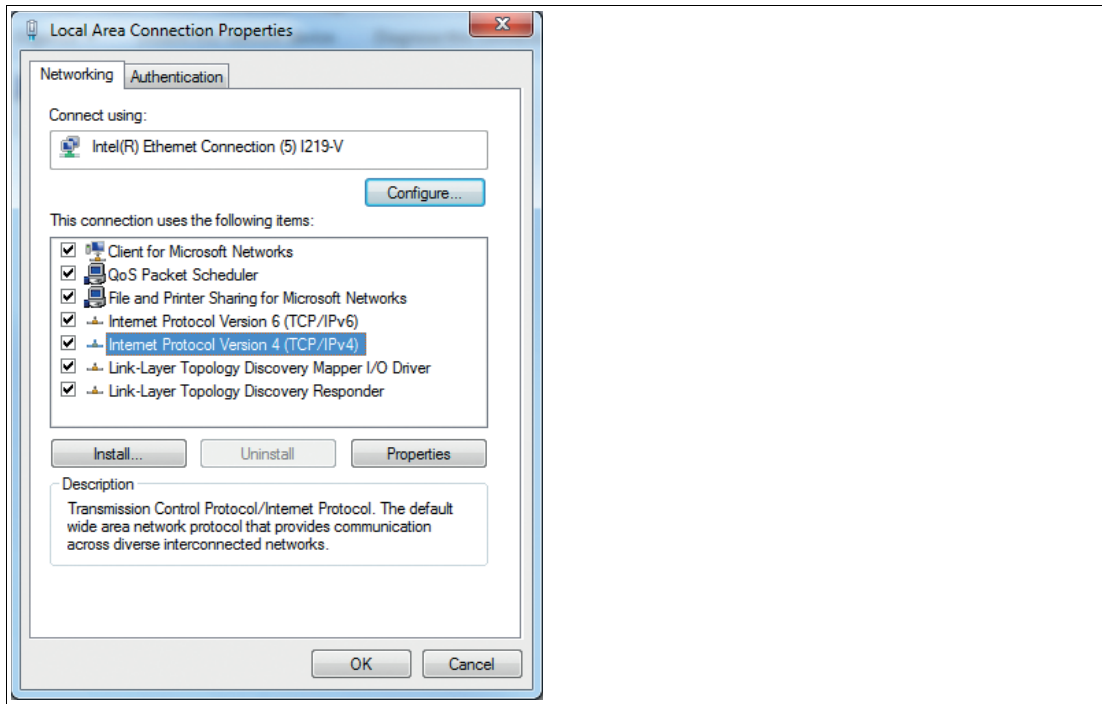 Local Area Connection Properties
Networking
Authentication
Connect using:
Intel(R) Ethernet Connection (5) I219-V
Configure...
This connection uses the following items:
Client for Microsoft Networks
QoS Packet Scheduler
File and Printer Sharing for Microsoft Networks
Internet Protocol Version 6 (TCP/IPv6)
Internet Protocol Version 4 (TCP/IPv4)
Link-Layer Topology Discovery Mapper I/O Driver
Link-Layer Topology Discovery Responder
Install...
Uninstall
Properties
Description
Transmission Control Protocol/Internet Protocol. The default
wide area network protocol that provides communication
across diverse interconnected networks.
OK
Cancel